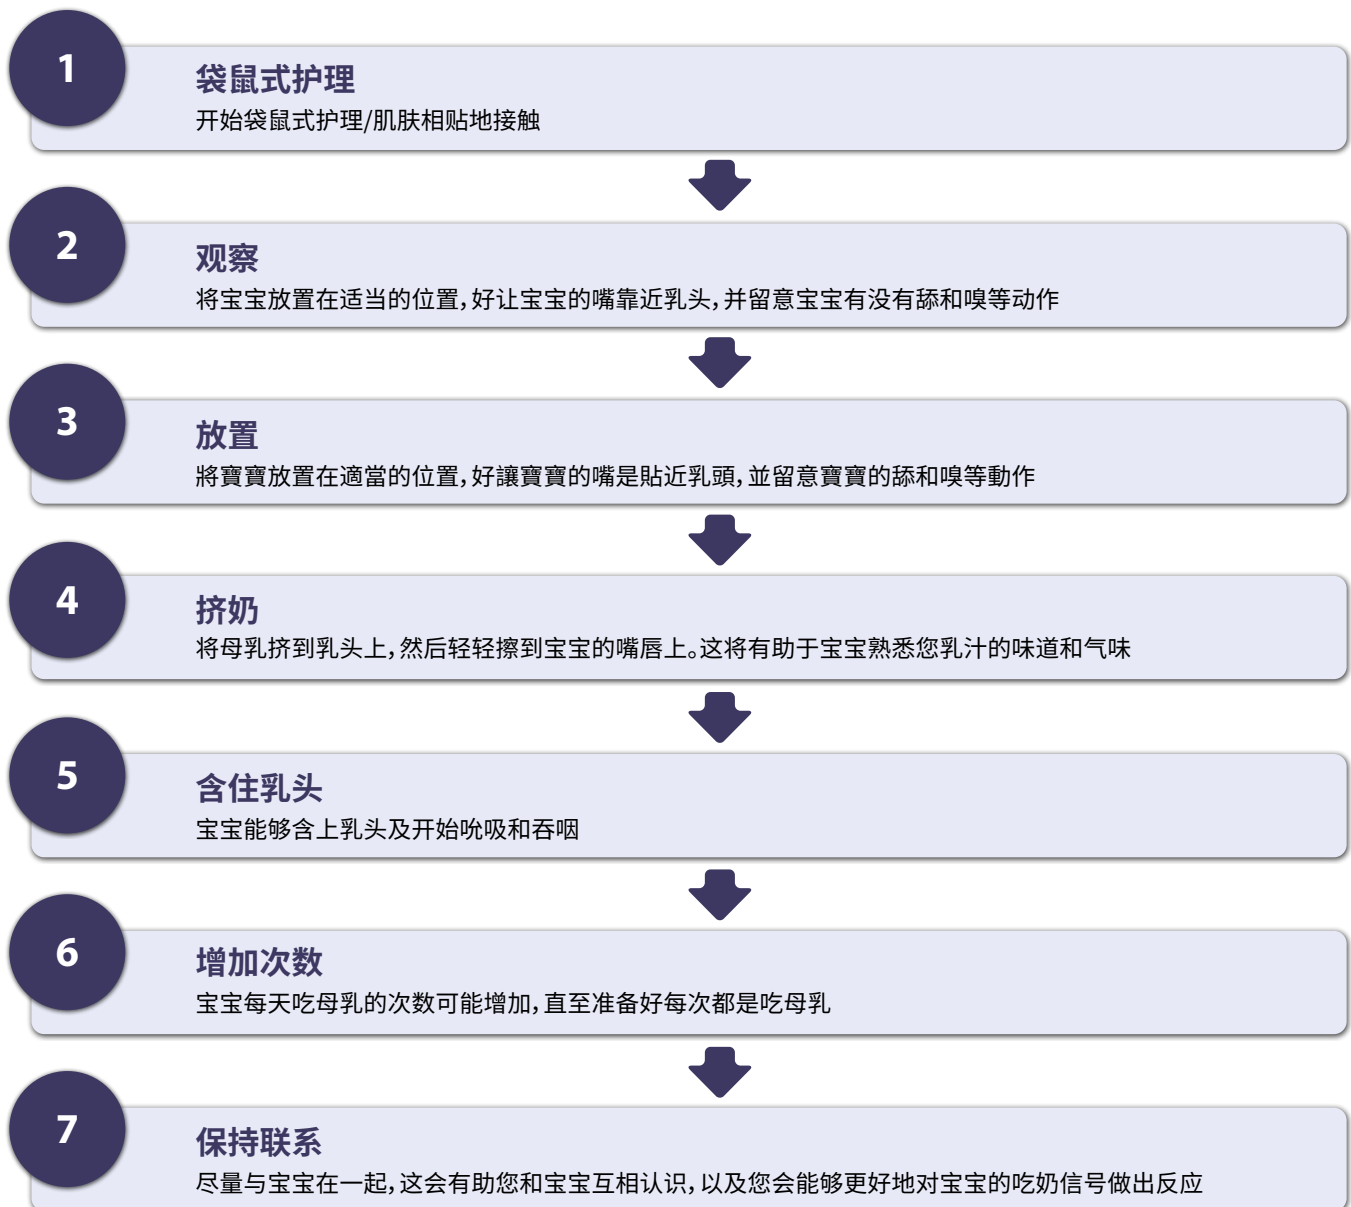 1
袋鼠式护理
开始袋鼠式护理/肌肤相贴地接触
2
观察
将宝宝放置在适当的位置，好让宝宝的嘴靠近乳头，并留意宝宝有没有舔和嗅等动作
3
放置
將寶寶放置在適當的位置，好讓寶寶的嘴是貼近乳頭，並留意寶寶的舔和嗅等動作
4
挤奶
将母乳挤到乳头上，然后轻轻擦到宝宝的嘴唇上。这将有助于宝宝熟悉您乳汁的味道和气味
5
含住乳头
宝宝能够含上乳头及开始吮吸和吞咽
6
增加次数
宝宝每天吃母乳的次数可能增加，直至准备好每次都是吃母乳
7
保持联系
尽量与宝宝在一起，这会有助您和宝宝互相认识，以及您会能够更好地对宝宝的吃奶信号做出反应